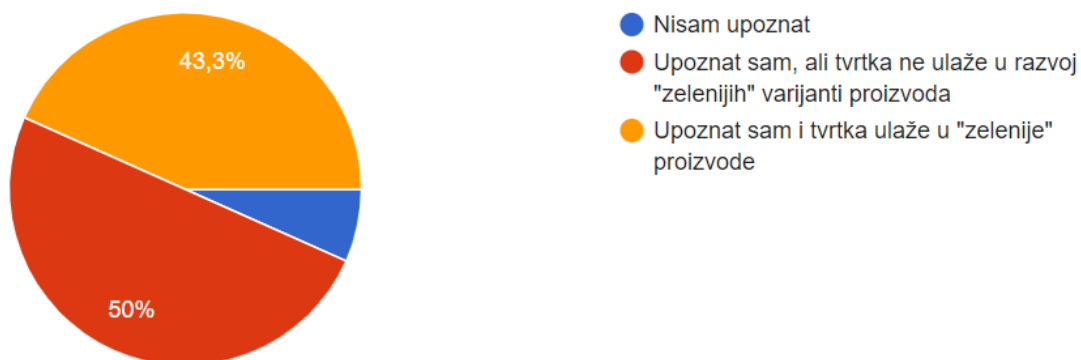 43,3%
50%
Nisam upoznat
Upoznat sam, ali tvrtka ne ulaže u razvoj
"zelenijih" varijanti proizvoda
Upoznat sam i tvrtka ulaže u "zelenije"
proizvode